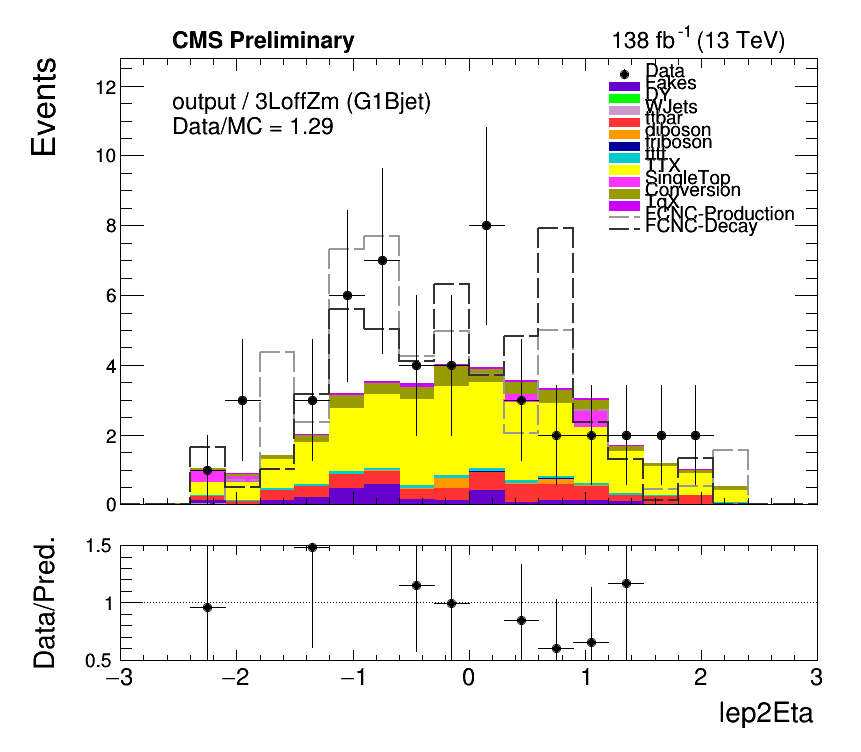 CMS Preliminary
138 fb-1 (13 TeV)
Events
output / 3LoffZm (G1Bjet)
Data/MC = 1.29
Data
Fakes
DY
WJets
ttbar
diboson
triboson
tttt
TTX
SingleTop
Conversion
TqX
FCNC-Production
FCNC-Decay
12
10
8
6
4
2
0
Data/Pred.
1.5
1
0.5
−3 −2 −1 0 1 2 3
lep2Eta